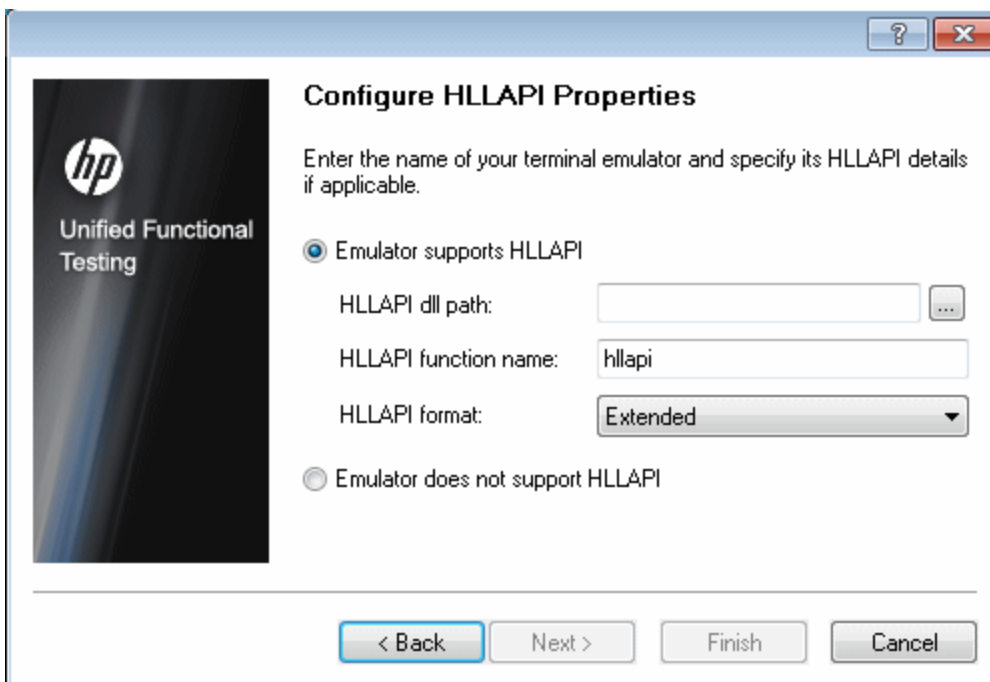 ?
x
hp
Unified Functional
Testing
Configure HLLAPI Properties
Enter the name of your terminal emulator and specify its HLLAPI details
if applicable.
Emulator supports HLLAPI
HLLAPI dll path:
...
HLLAPI function name:
hllapi
HLLAPI format:
Extended
Emulator does not support HLLAPI
< Back
Next >
Finish
Cancel